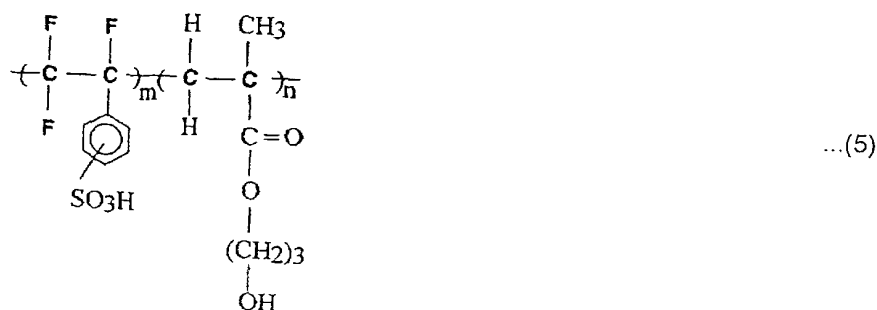 F F H CH3
( C C )m ( C C )n
F H C=O
SO3H O
(CH2)3
OH
...(5)